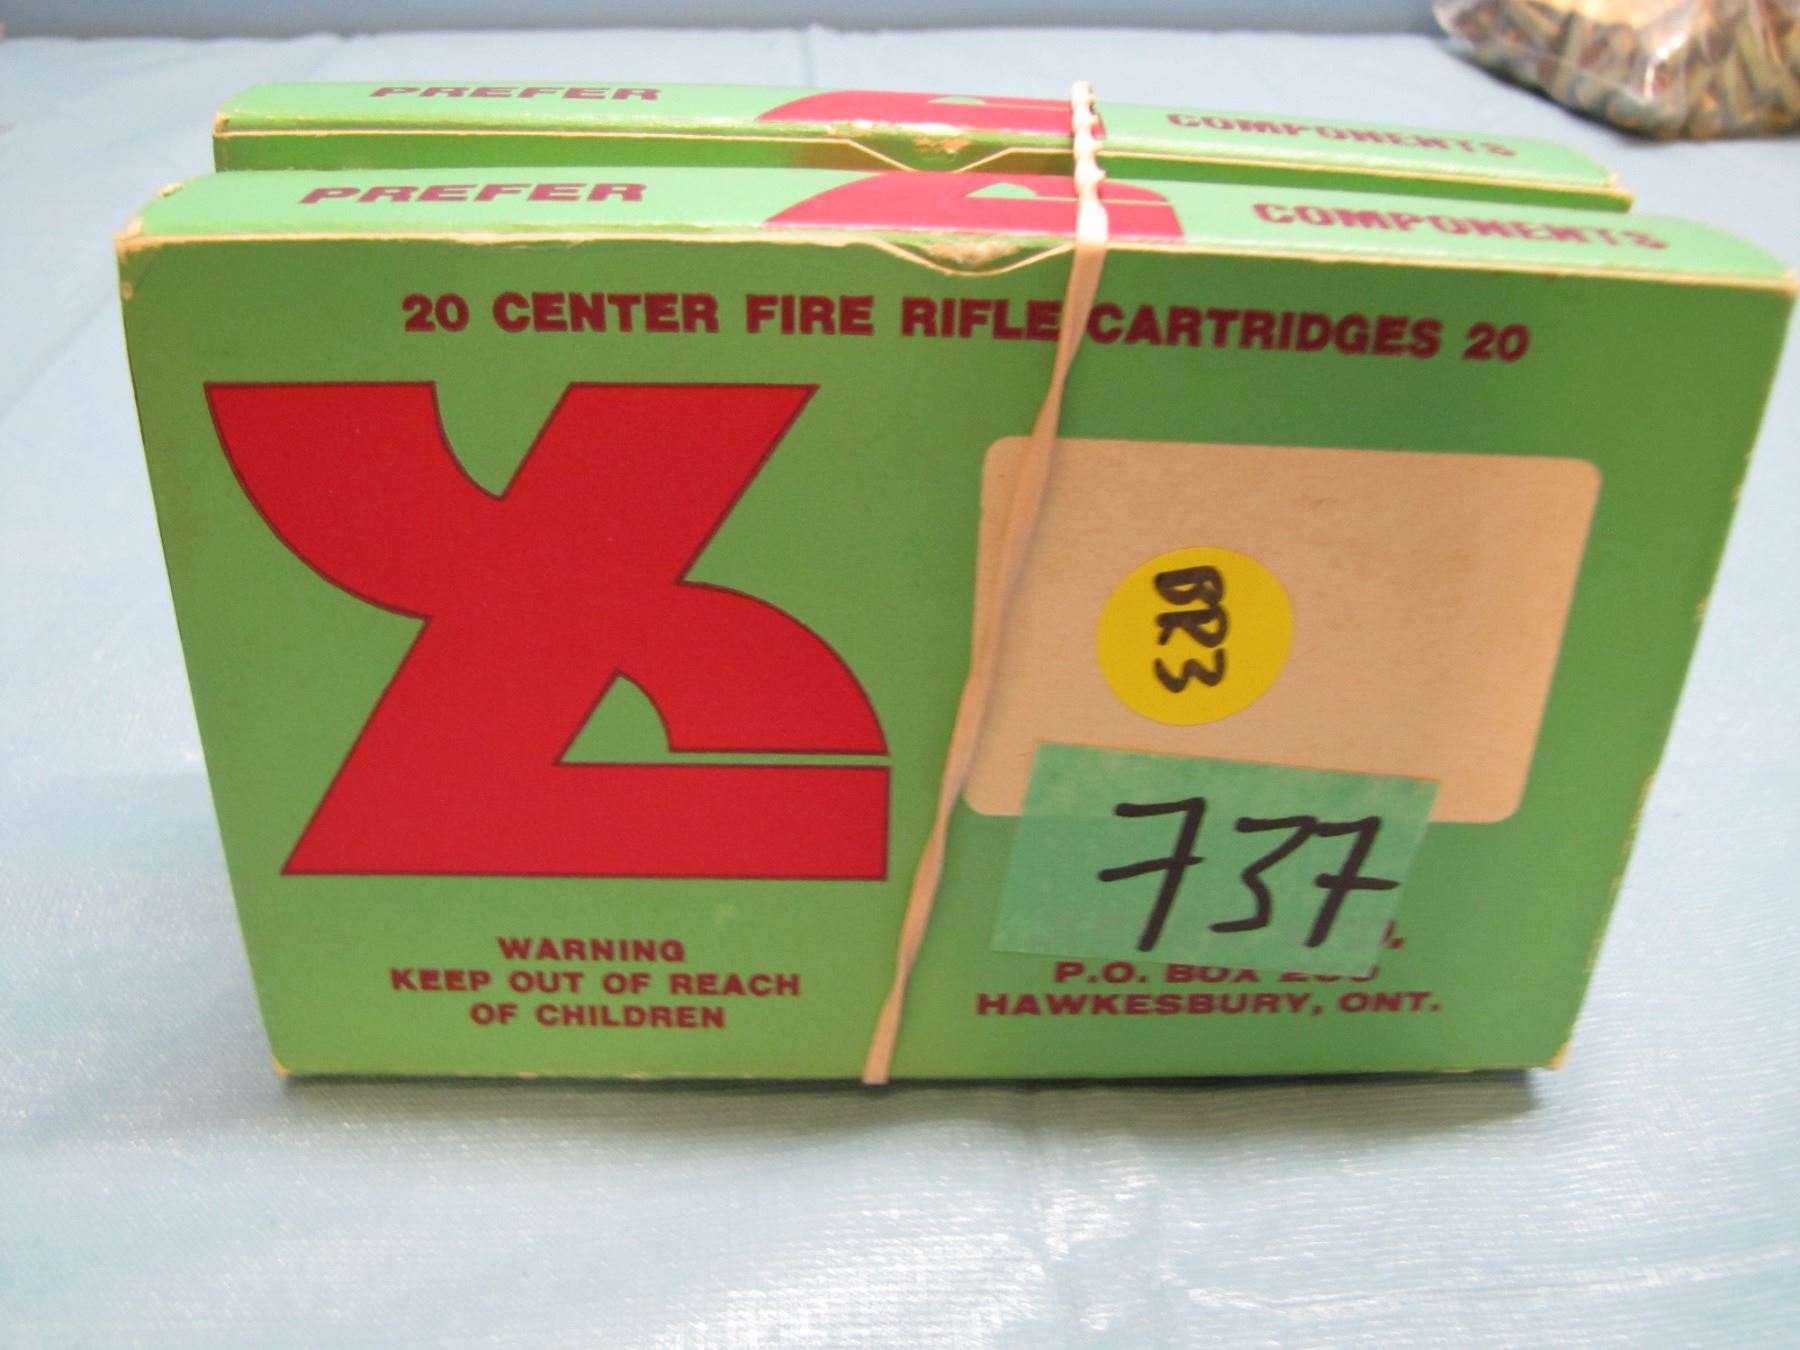 PREFER COMPONENTS
PREFER COMPONENTS
20 CENTER FIRE RIFLE CARTRIDGES 20
BR3
737
WARNING
KEEP OUT OF REACH
OF CHILDREN
P.O. BOX
HAWKESBURY, ONT.